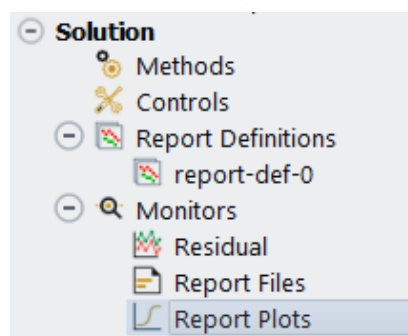 Solution
Methods
Controls
Report Definitions
report-def-0
Monitors
Residual
Report Files
Report Plots